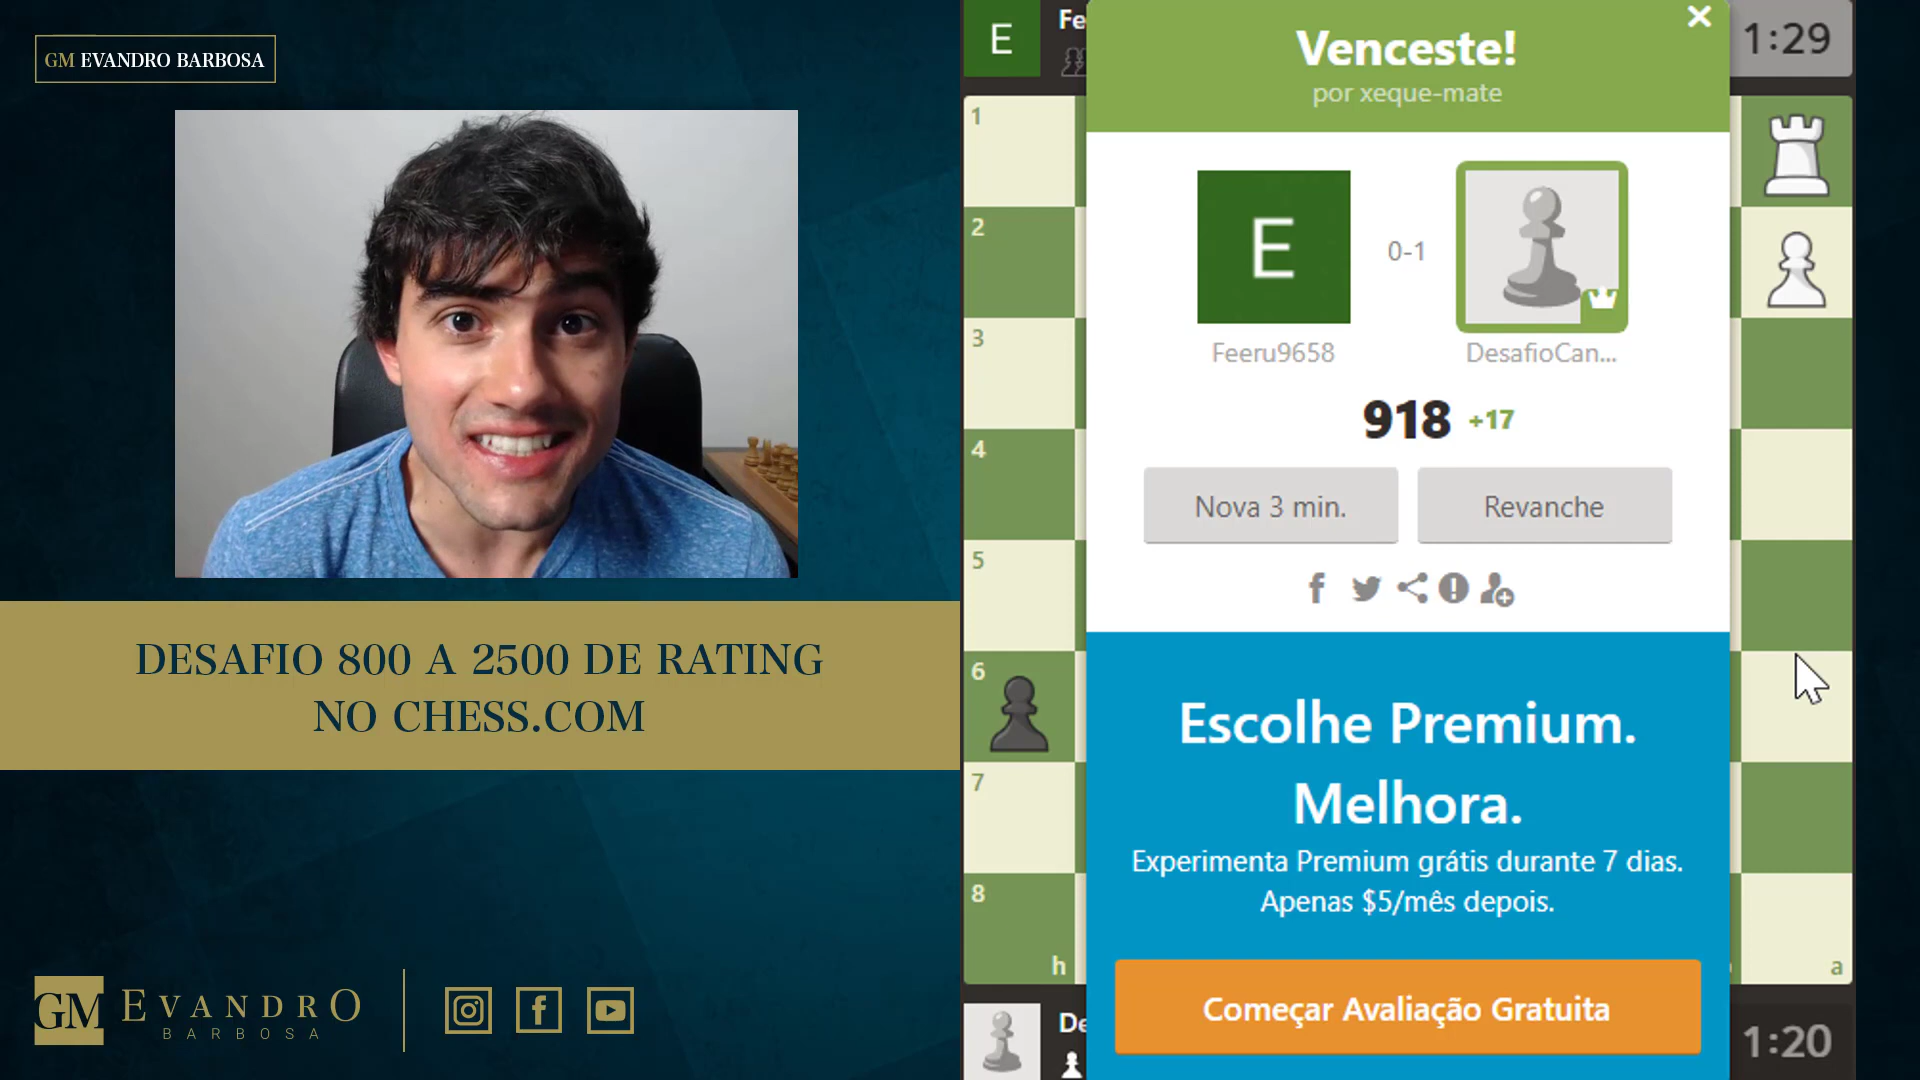 GM EVANDRO BARBOSA
DESAFIO 800 A 2500 DE RATING
NO CHESS.COM
GM EVANDRO
BARBOSA
E
Fe
1:29
Venceste!
por xeque-mate
E
0-1
Feeru9658
DesafioCan...
918 +17
Nova 3 min.
Revanche
Escolhe Premium.
Melhora.
Experimenta Premium grátis durante 7 dias.
Apenas $5/mês depois.
Começar Avaliação Gratuita
1
2
3
4
5
6
7
8
h
a
De
1:20